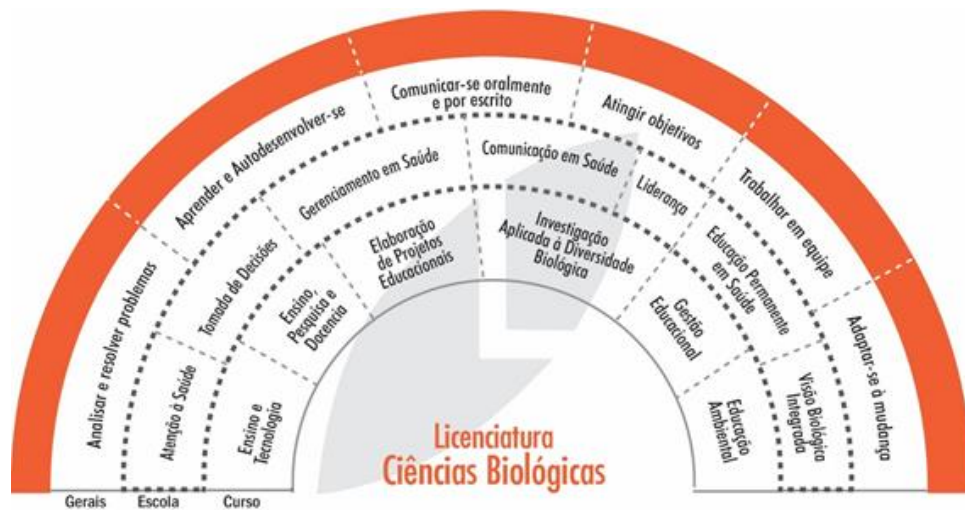 Analisar e resolver problemas
Aprender e Autodesenvolver-se
Comunicar-se oralmente
e por escrito
Atingir objetivos
Trabalhar em equipe
Adaptar-se à mudança
Atenção à Saúde
Tomada de Decisões
Gerenciamento em Saúde
Comunicação em Saúde
Liderança
Educação Permanente
em Saúde
Visão Biológica
Integrada
Ensino e
Tecnologia
Ensino,
Pesquisa e
Docencia
Elaboração
de Projetos
Educacionais
Investigação
Aplicada á Diversidade
Biológica
Gestão
Educacional
Educação
Ambiental
Licenciatura
Ciências Biológicas
Gerais Escola Curso